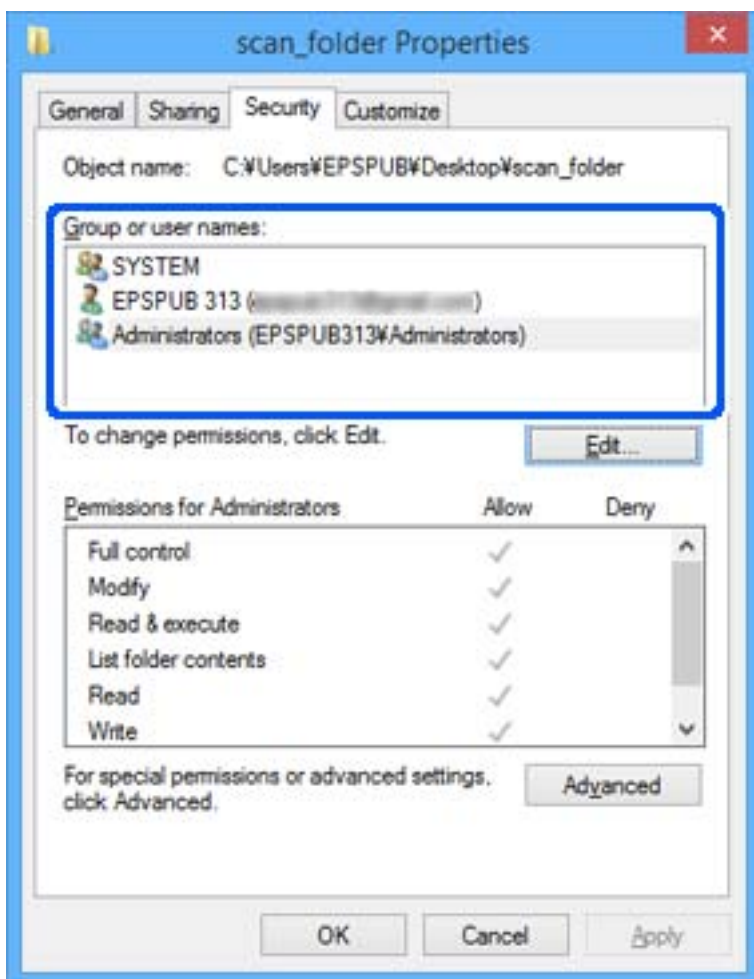 scan_folder Properties
General Sharing Security Customize
Object name: C:¥Users¥EPSPUB¥Desktop¥scan_folder
Group or user names:
SYSTEM
EPSPUB 313 ( )
Administrators (EPSPUB313¥Administrators)
To change permissions, click Edit.
Edit...
Permissions for Administrators Allow Deny
Full control
Modify
Read & execute
List folder contents
Read
Write
For special permissions or advanced settings,
click Advanced.
Advanced
OK Cancel Apply